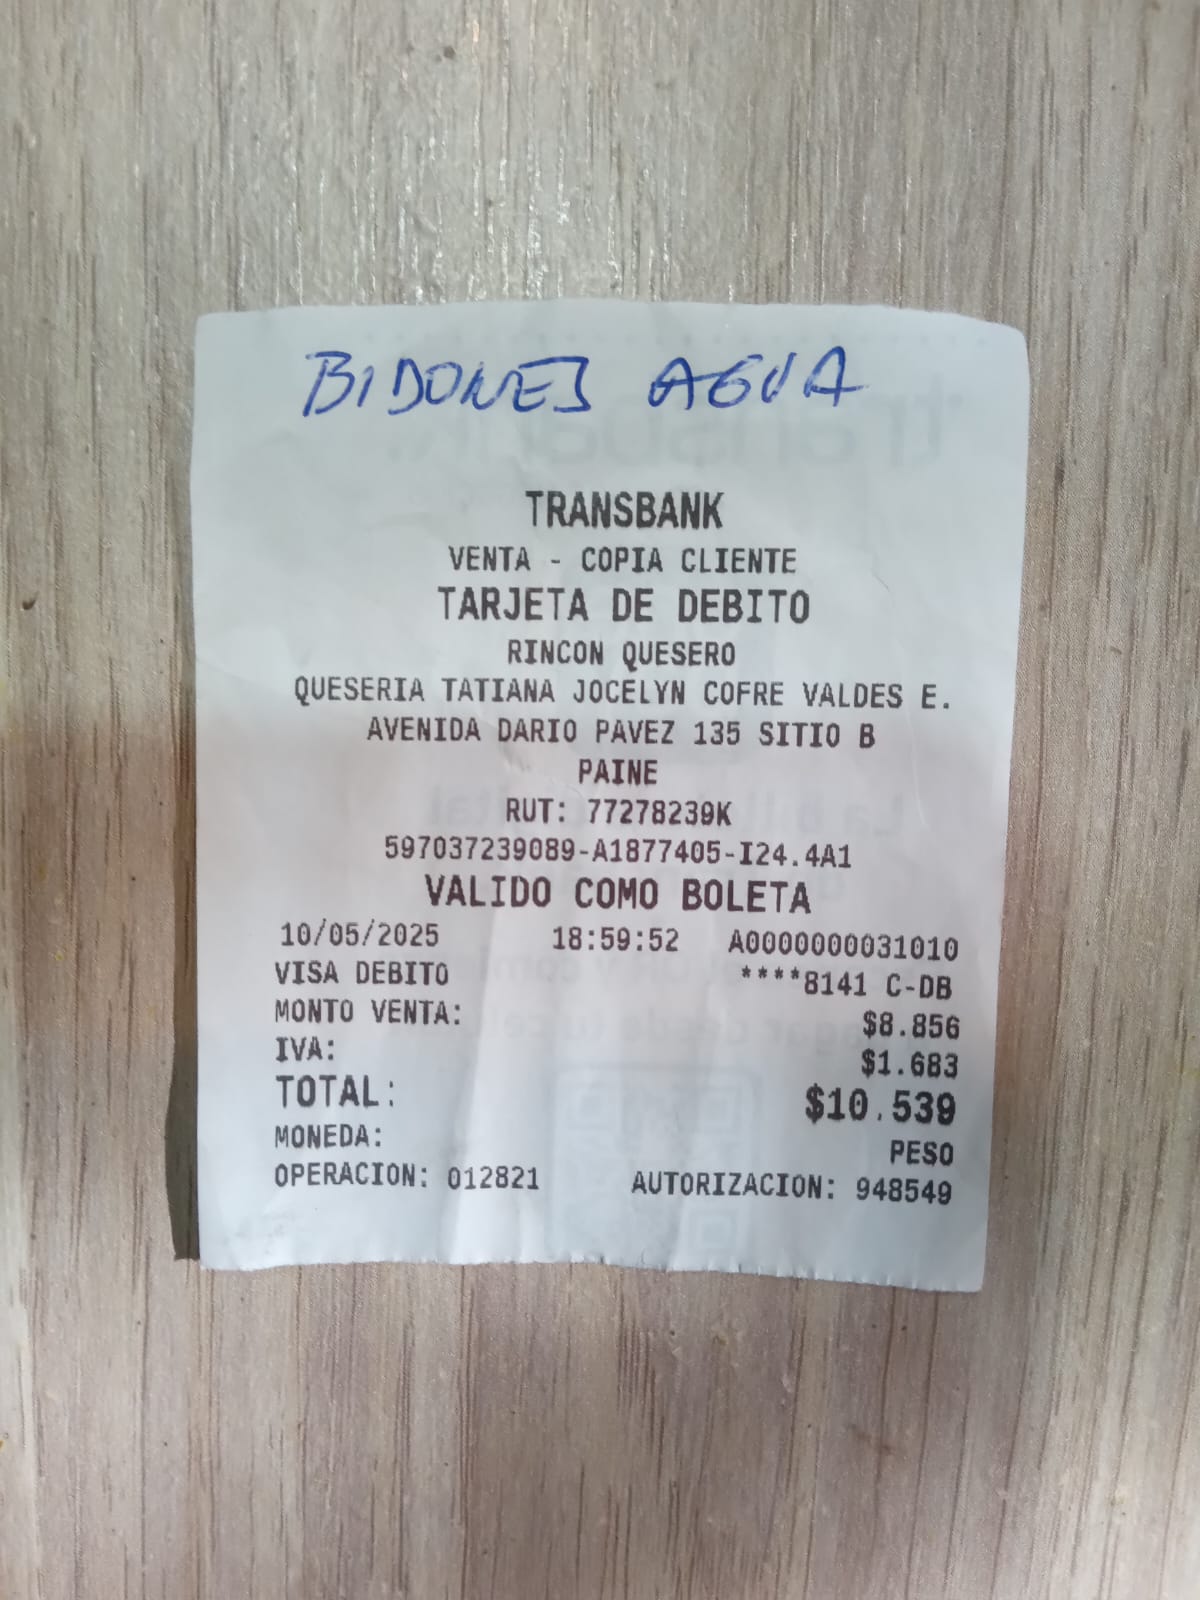 BIDONES AGUA
TRANSBANK
VENTA - COPIA CLIENTE
TARJETA DE DEBITO
RINCON QUESERO
QUESERIA TATIANA JOCELYN COFRE VALDES E.
AVENIDA DARIO PAVEZ 135 SITIO B
PAINE
RUT: 77278239K
597037239089-A1877405-I24.4A1
VALIDO COMO BOLETA
10/05/2025 18:59:52 A0000000031010
VISA DEBITO ****8141 C-DB
MONTO VENTA: $8.856
IVA: $1.683
TOTAL: $10.539
MONEDA: PESO
OPERACION: 012821 AUTORIZACION: 948549